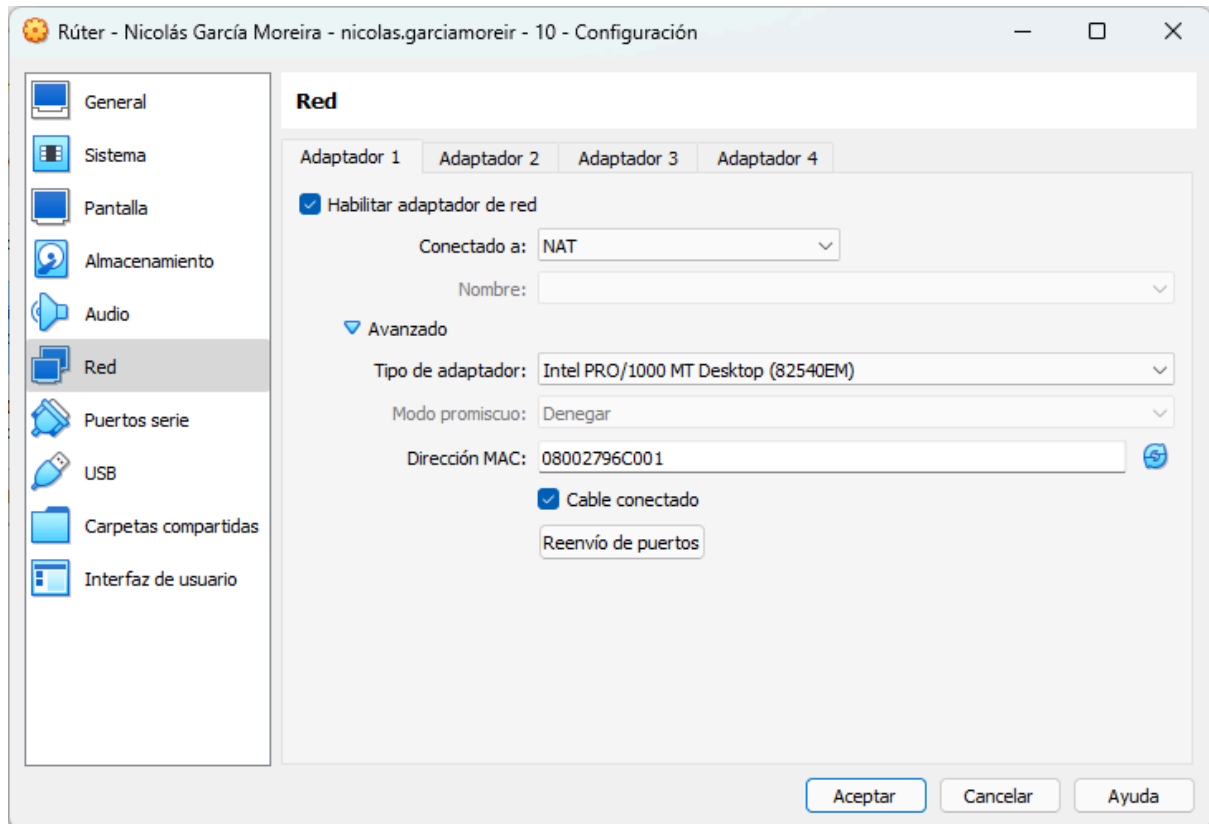 Rúter - Nicolás García Moreira - nicolas.garciamoreir - 10 - Configuración
General
Sistema
Pantalla
Almacenamiento
Audio
Red
Puertos serie
USB
Carpetas compartidas
Interfaz de usuario
Red
Adaptador 1 Adaptador 2 Adaptador 3 Adaptador 4
Habilitar adaptador de red
Conectado a: NAT
Nombre:
Avanzado
Tipo de adaptador: Intel PRO/1000 MT Desktop (82540EM)
Modo promiscuo: Denegar
Dirección MAC: 08002796C001
Cable conectado
Reenvío de puertos
Aceptar Cancelar Ayuda